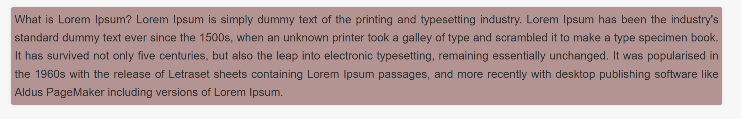 What is Lorem Ipsum? Lorem Ipsum is simply dummy text of the printing and typesetting industry. Lorem Ipsum has been the industry's
standard dummy text ever since the 1500s, when an unknown printer took a galley of type and scrambled it to make a type specimen book.
It has survived not only five centuries, but also the leap into electronic typesetting, remaining essentially unchanged. It was popularised in
the 1960s with the release of Letraset sheets containing Lorem Ipsum passages, and more recently with desktop publishing software like
Aldus PageMaker including versions of Lorem Ipsum.